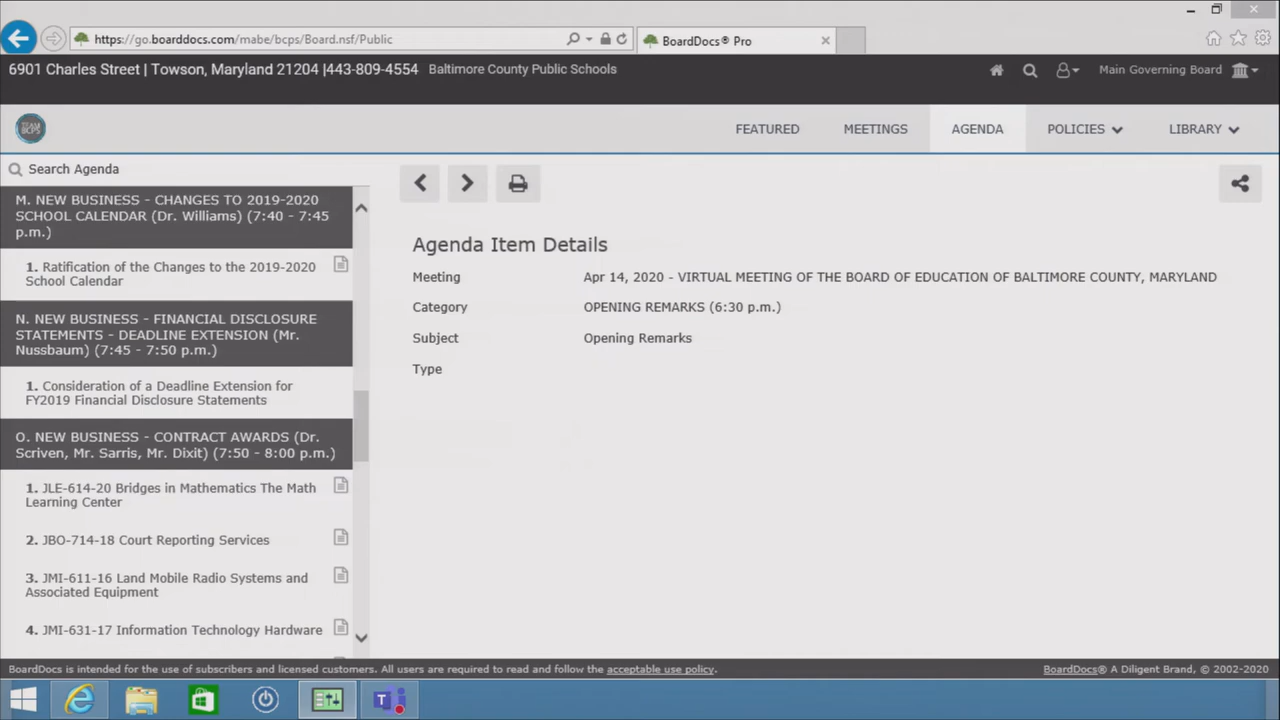 https://go.boarddocs.com/mabe/bcps/Board.nsf/Public
BoardDocs® Pro
6901 Charles Street | Towson, Maryland 21204 |443-809-4554 Baltimore County Public Schools
Main Governing Board
TEAM
BCPS
FEATURED
MEETINGS
AGENDA
POLICIES
LIBRARY
Search Agenda
M. NEW BUSINESS - CHANGES TO 2019-2020
SCHOOL CALENDAR (Dr. Williams) (7:40 - 7:45
p.m.)
1. Ratification of the Changes to the 2019-2020
School Calendar
N. NEW BUSINESS - FINANCIAL DISCLOSURE
STATEMENTS - DEADLINE EXTENSION (Mr.
Nussbaum) (7:45 - 7:50 p.m.)
1. Consideration of a Deadline Extension for
FY2019 Financial Disclosure Statements
O. NEW BUSINESS - CONTRACT AWARDS (Dr.
Scriven, Mr. Sarris, Mr. Dixit) (7:50 - 8:00 p.m.)
1. JLE-614-20 Bridges in Mathematics The Math
Learning Center
2. JBO-714-18 Court Reporting Services
3. JMI-611-16 Land Mobile Radio Systems and
Associated Equipment
4. JMI-631-17 Information Technology Hardware
Agenda Item Details
Meeting Apr 14, 2020 - VIRTUAL MEETING OF THE BOARD OF EDUCATION OF BALTIMORE COUNTY, MARYLAND
Category OPENING REMARKS (6:30 p.m.)
Subject Opening Remarks
Type
BoardDocs is intended for the use of subscribers and licensed customers. All users are required to read and follow the acceptable use policy.
BoardDocs® A Diligent Brand, © 2002-2020